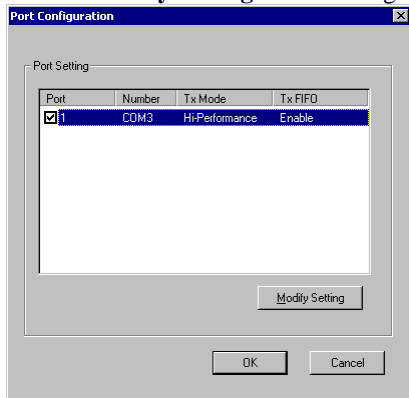 Port Configuration
Port Setting
Port Number Tx Mode Tx FIFO
1 COM3 Hi-Performance Enable
Modify Setting
OK Cancel